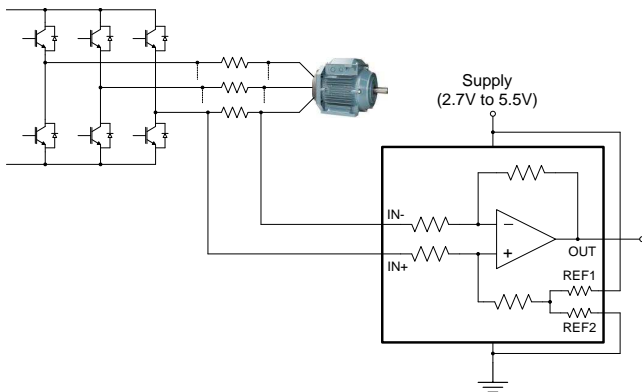 Supply
(2.7V to 5.5V)
IN-
IN+
−
+
OUT
REF1
REF2